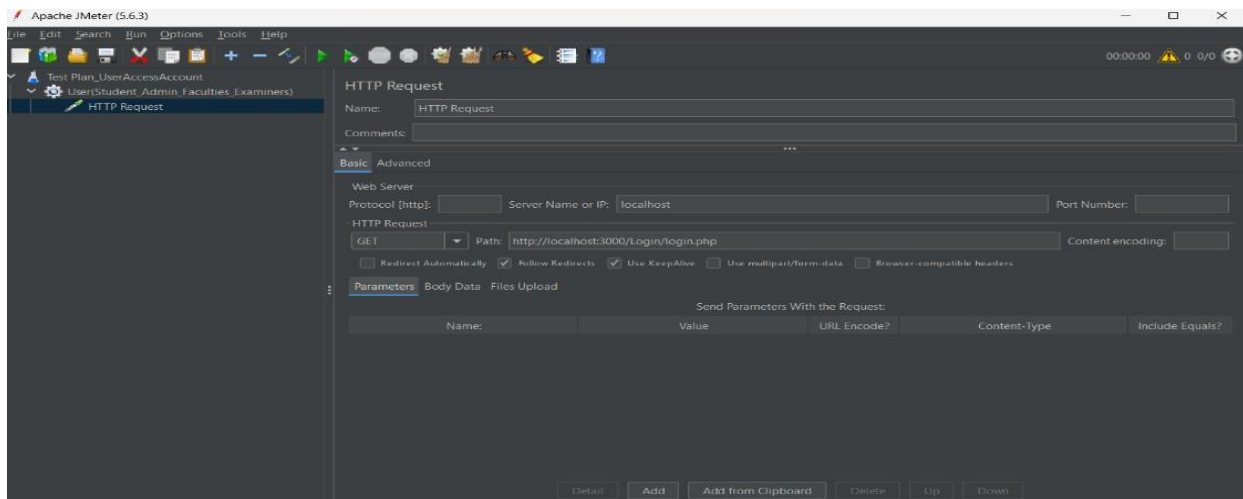 Apache JMeter (5.6.3)
File Edit Search Run Options Tools Help
00:00:00 0 0/0
Test Plan_UserAccessAccount
User(Student_Admin_Faculties_Examiners)
HTTP Request
HTTP Request
Name: HTTP Request
Comments:
Basic Advanced
Web Server
Protocol [http]: Server Name or IP: localhost Port Number:
HTTP Request
GET Path: http://localhost:3000/Login/login.php Content encoding:
Redirect Automatically Follow Redirects Use KeepAlive Use multipart/form-data Browser-compatible headers
Parameters Body Data Files Upload
Send Parameters With the Request:
Name: Value URL Encode? Content-Type Include Equals?
Detail Add Add from Clipboard Delete Up Down